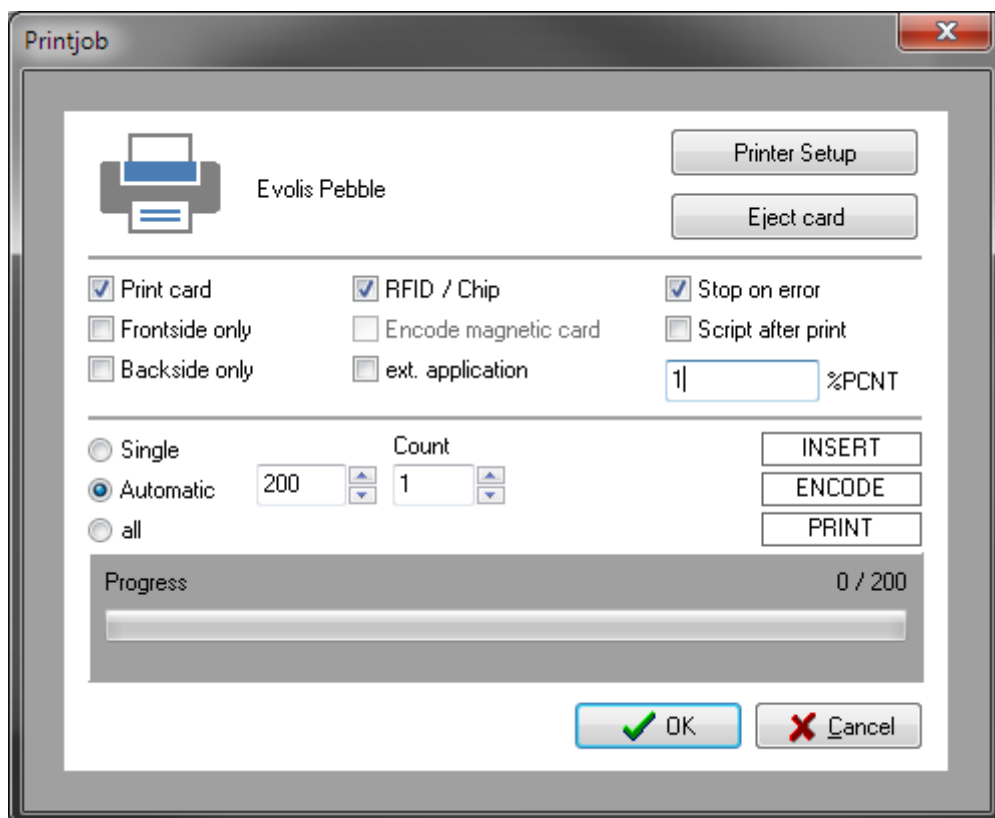 Printjob
Printer Setup
Evolis Pebble
Eject card
Print card RFID / Chip Stop on error
Frontside only Encode magnetic card Script after print
Backside only ext. application 1 %PCNT
Single Count INSERT
Automatic 200 1 ENCODE
all PRINT
Progress 0 / 200
OK Cancel